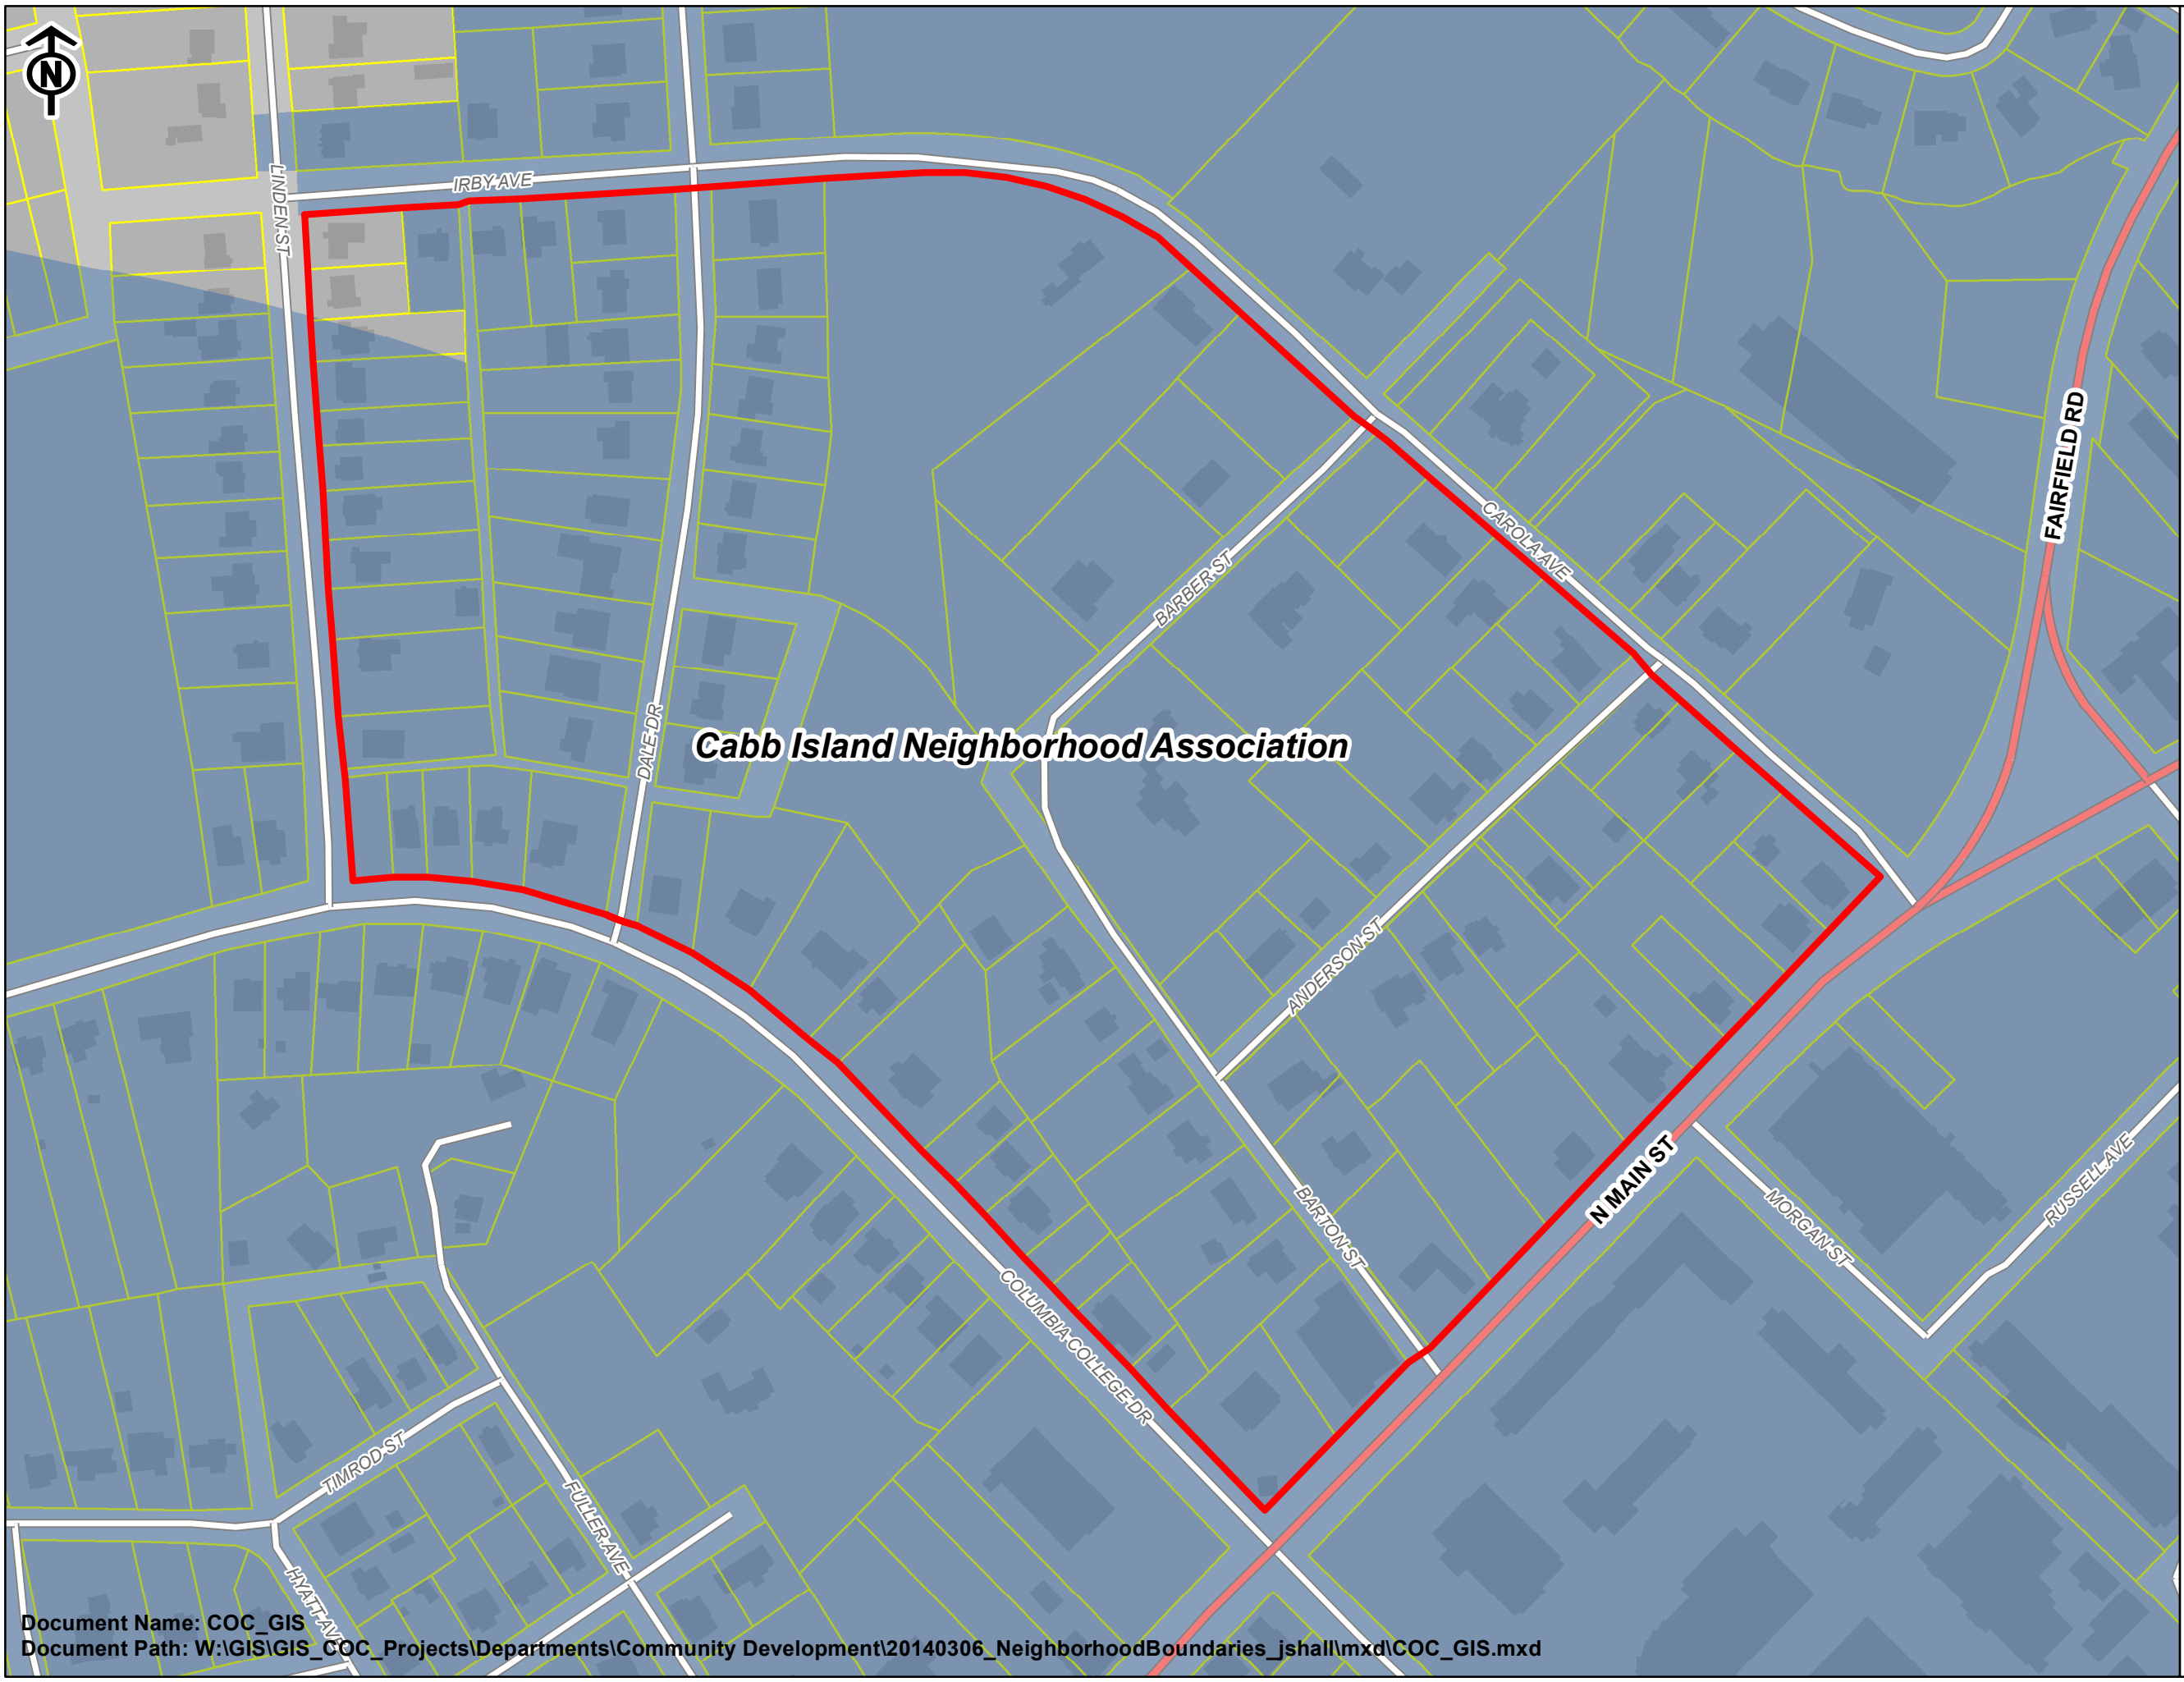 N
LINDEN ST
IRBY AVE
FAIRFIELD RD
CAROLA AVE
BARBER ST
DALE DR
Cabb Island Neighborhood Association
ANDERSON ST
N MAIN ST
BARTON ST
MORGAN ST
RUSSELL AVE
COLUMBIA COLLEGE DR
TIMROD ST
FULLER AVE
HYATT AVE
Document Name: COC_GIS
Document Path: W:\GIS\GIS_COC_Projects\Departments\Community Development\20140306_NeighborhoodBoundaries_jshall\mxd\COC_GIS.mxd